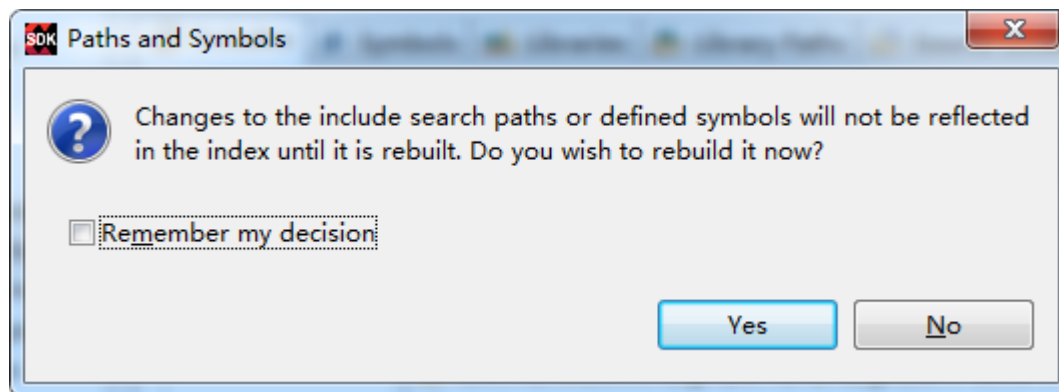 SDK Paths and Symbols
Changes to the include search paths or defined symbols will not be reflected
in the index until it is rebuilt. Do you wish to rebuild it now?
Remember my decision
Yes No